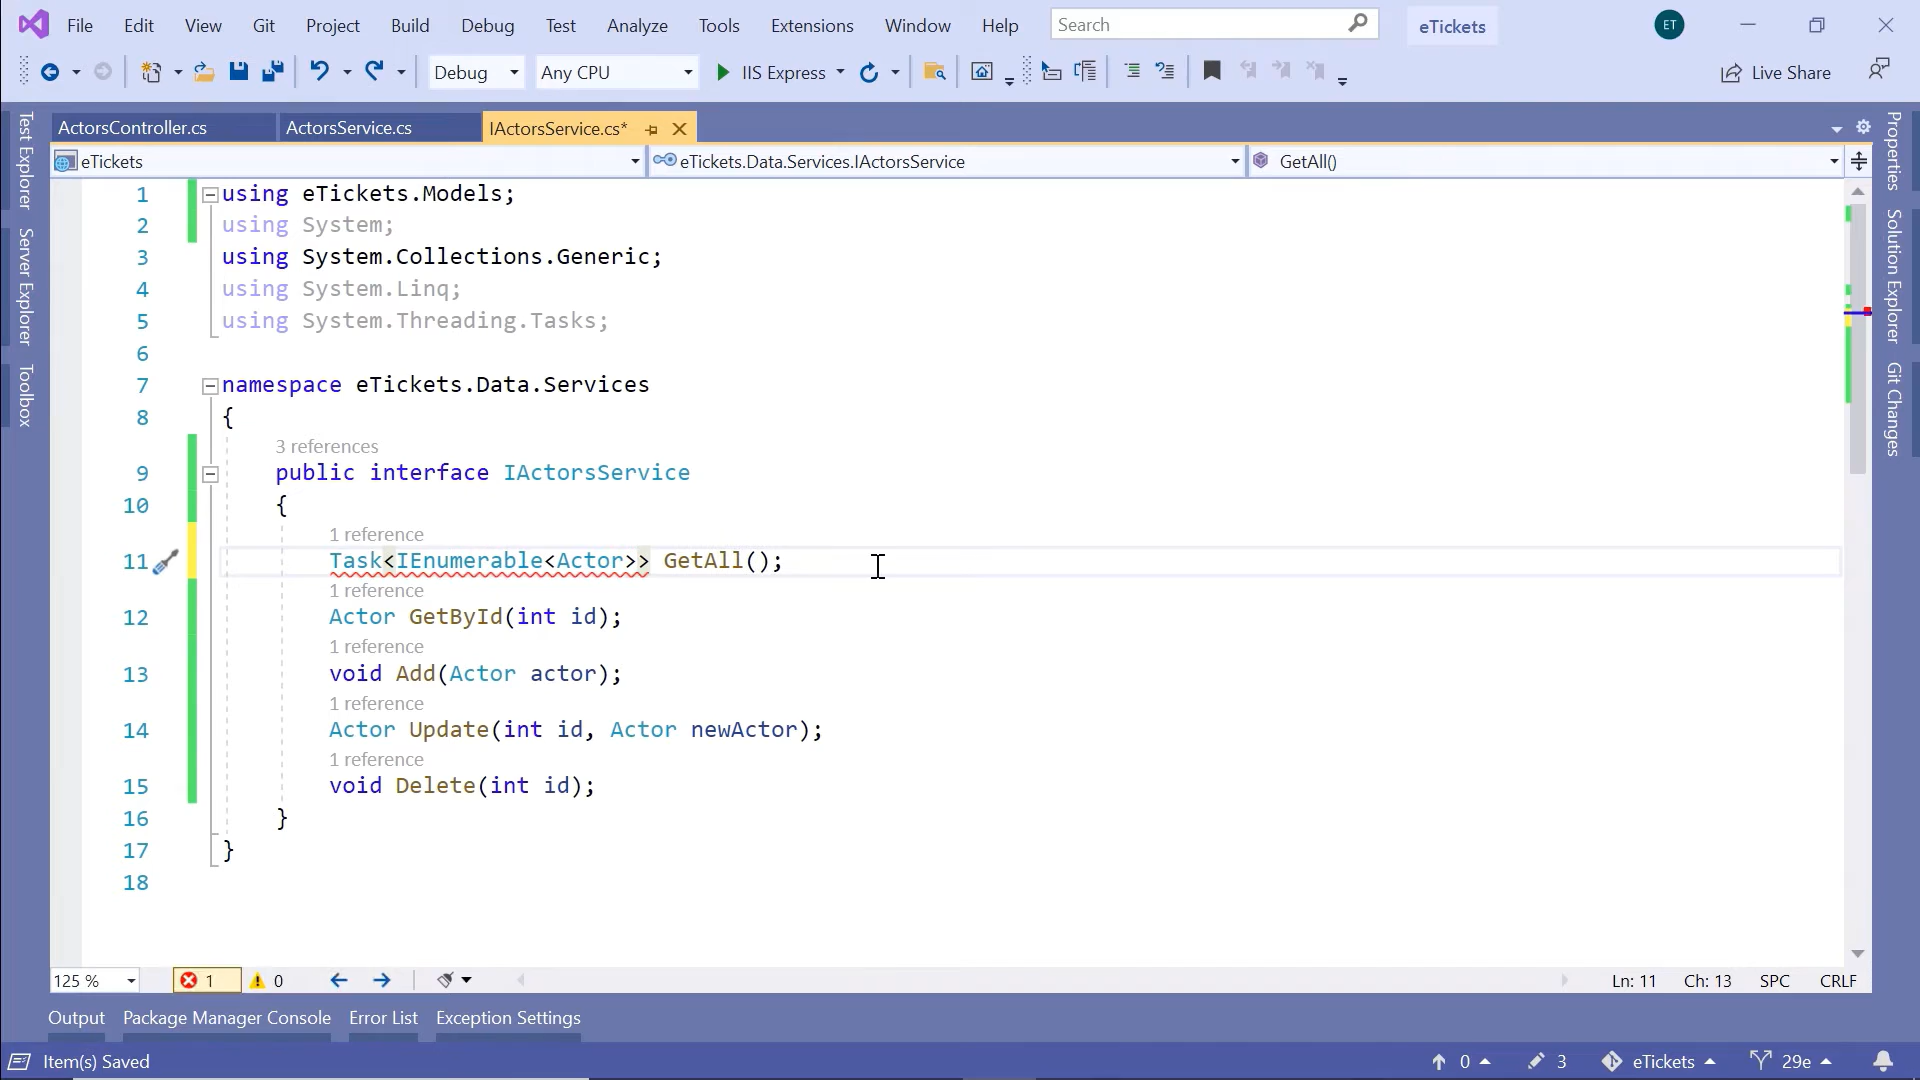 File Edit View Git Project Build Debug Test Analyze Tools Extensions Window Help Search eTickets ET
Debug Any CPU IIS Express Live Share
ActorsController.cs ActorsService.cs IActorsService.cs*
eTickets eTickets.Data.Services.IActorsService GetAll()
Test Explorer
Server Explorer
Toolbox
1 using eTickets.Models;
2 using System;
3 using System.Collections.Generic;
4 using System.Linq;
5 using System.Threading.Tasks;
6
7 namespace eTickets.Data.Services
8 {
3 references
9 public interface IActorsService
10 {
1 reference
11 Task<IEnumerable<Actor>> GetAll();
1 reference
12 Actor GetById(int id);
1 reference
13 void Add(Actor actor);
1 reference
14 Actor Update(int id, Actor newActor);
1 reference
15 void Delete(int id);
16 }
17 }
18
Properties
Solution Explorer
Git Changes
125 % 1 0 Ln: 11 Ch: 13 SPC CRLF
Output Package Manager Console Error List Exception Settings
Item(s) Saved 0 3 eTickets 29e